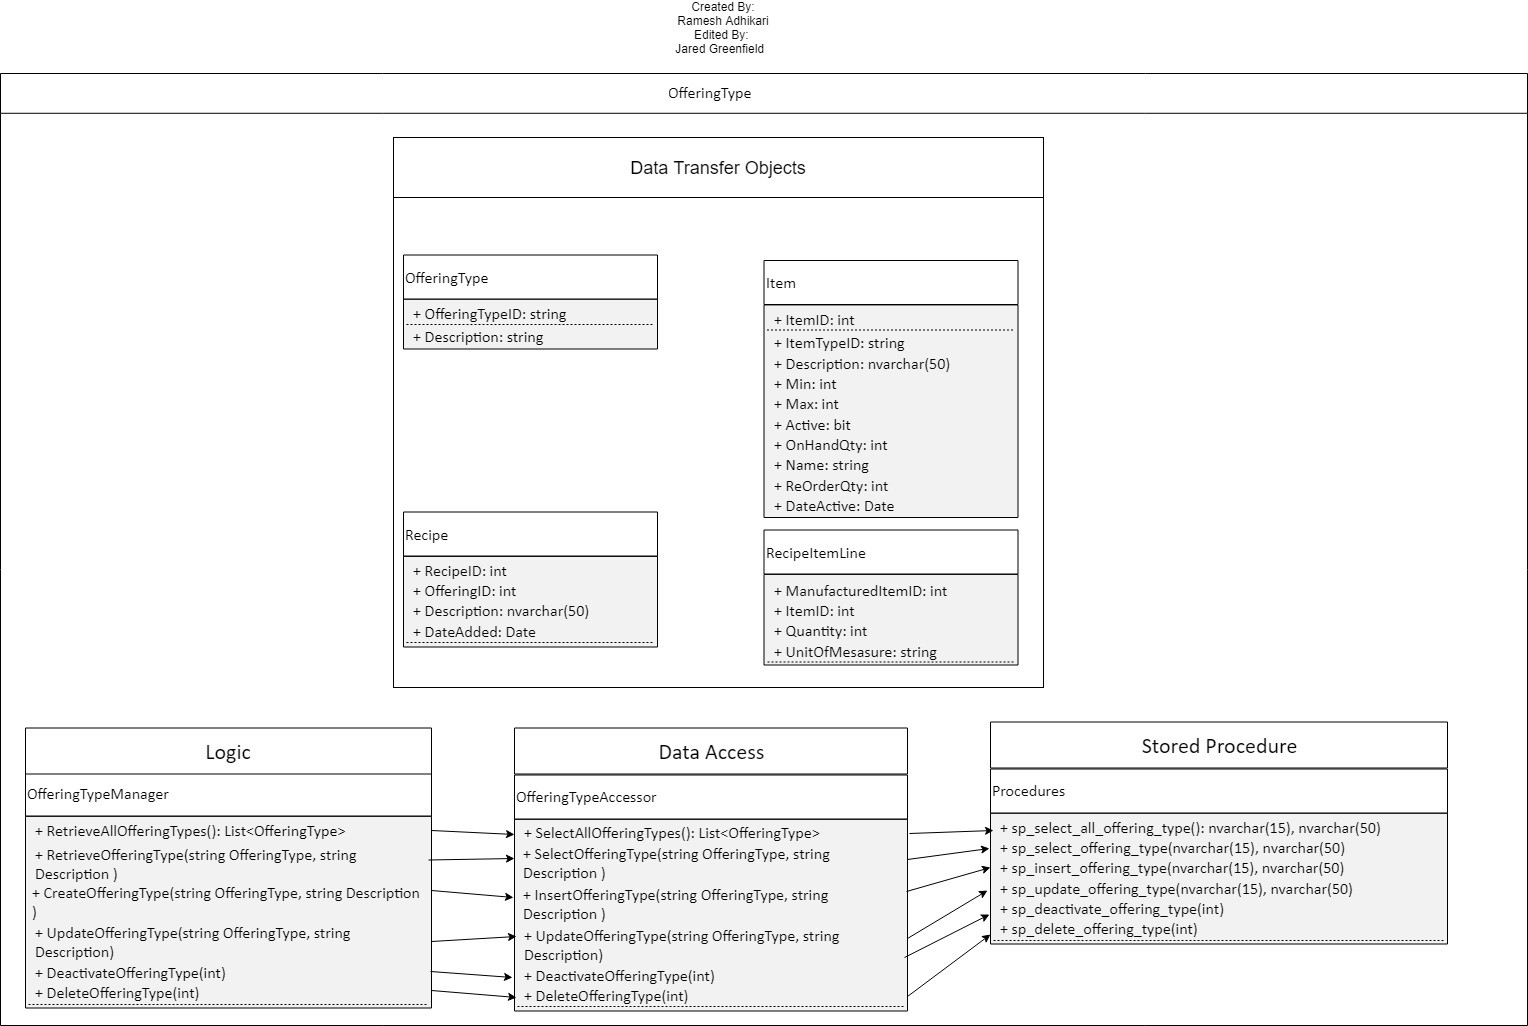 Created By:
Ramesh Adhikari
Edited By:
Jared Greenfield
OfferingType
Data Transfer Objects
OfferingType
+ OfferingTypeID: string
+ Description: string
Item
+ ItemID: int
+ ItemTypeID: string
+ Description: nvarchar(50)
+ Min: int
+ Max: int
+ Active: bit
+ OnHandQty: int
+ Name: string
+ ReOrderQty: int
+ DateActive: Date
Recipe
+ RecipeID: int
+ OfferingID: int
+ Description: nvarchar(50)
+ DateAdded: Date
RecipeItemLine
+ ManufacturedItemID: int
+ ItemID: int
+ Quantity: int
+ UnitOfMesasure: string
Logic
OfferingTypeManager
+ RetrieveAllOfferingTypes(): List<OfferingType>
+ RetrieveOfferingType(string OfferingType, string
Description )
+ CreateOfferingType(string OfferingType, string Description
)
+ UpdateOfferingType(string OfferingType, string
Description)
+ DeactivateOfferingType(int)
+ DeleteOfferingType(int)
Data Access
OfferingTypeAccessor
+ SelectAllOfferingTypes(): List<OfferingType>
+ SelectOfferingType(string OfferingType, string
Description )
+ InsertOfferingType(string OfferingType, string
Description )
+ UpdateOfferingType(string OfferingType, string
Description)
+ DeactivateOfferingType(int)
+ DeleteOfferingType(int)
Stored Procedure
Procedures
+ sp_select_all_offering_type(): nvarchar(15), nvarchar(50)
+ sp_select_offering_type(nvarchar(15), nvarchar(50)
+ sp_insert_offering_type(nvarchar(15), nvarchar(50)
+ sp_update_offering_type(nvarchar(15), nvarchar(50)
+ sp_deactivate_offering_type(int)
+ sp_delete_offering_type(int)